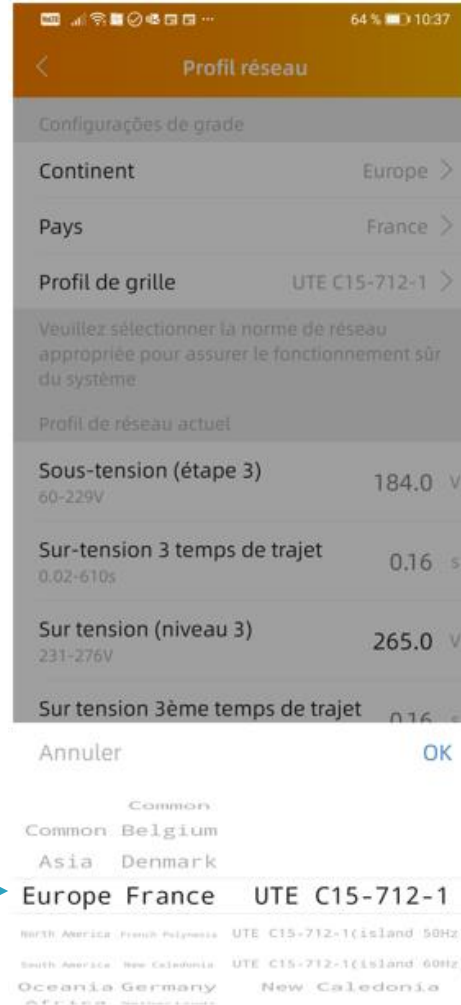 VoLTE 64 % 10:37
Profil réseau
Configurações de grade
Continent Europe
Pays France
Profil de grille UTE C15-712-1
Veuillez sélectionner la norme de réseau
appropriée pour assurer le fonctionnement sûr
du système
Profil de réseau actuel
Sous-tension (étape 3) 184.0 V
60-229V
Sur-tension 3 temps de trajet 0.16 s
0.02-610s
Sur tension (niveau 3) 265.0 V
231-276V
Sur tension 3ème temps de trajet 0.16 s
Annuler OK
Common
Common Belgium
Asia Denmark
Europe France UTE C15-712-1
North America French Polynesia UTE C15-712-1(island 50Hz
South America New Caledonia UTE C15-712-1(island 60Hz
Oceania Germany New Caledonia
Africa Netherlands